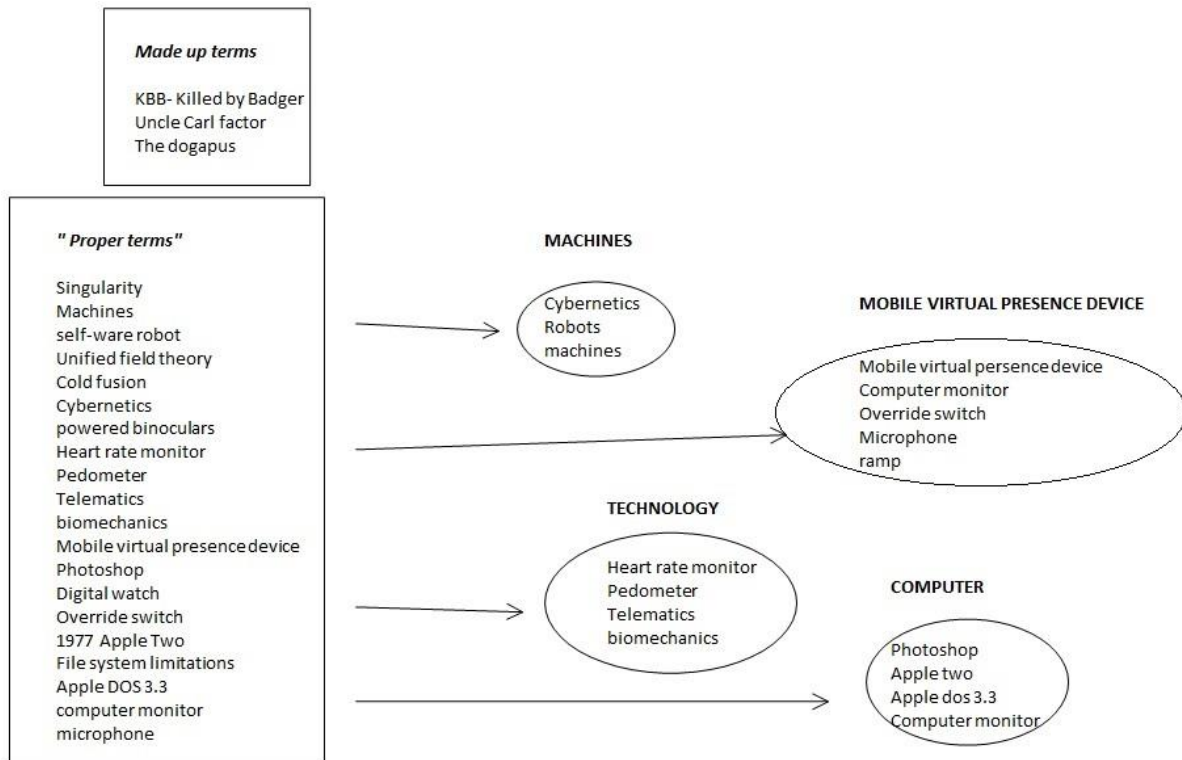 Made up terms
KBB- Killed by Badger
Uncle Carl factor
The dogapus
" Proper terms"
Singularity
Machines
self-ware robot
Unified field theory
Cold fusion
Cybernetics
powered binoculars
Heart rate monitor
Pedometer
Telematics
biomechanics
Mobile virtual presence device
Photoshop
Digital watch
Override switch
1977 Apple Two
File system limitations
Apple DOS 3.3
computer monitor
microphone
MACHINES
Cybernetics
Robots
machines
MOBILE VIRTUAL PRESENCE DEVICE
Mobile virtual persence device
Computer monitor
Override switch
Microphone
ramp
TECHNOLOGY
Heart rate monitor
Pedometer
Telematics
biomechanics
COMPUTER
Photoshop
Apple two
Apple dos 3.3
Computer monitor